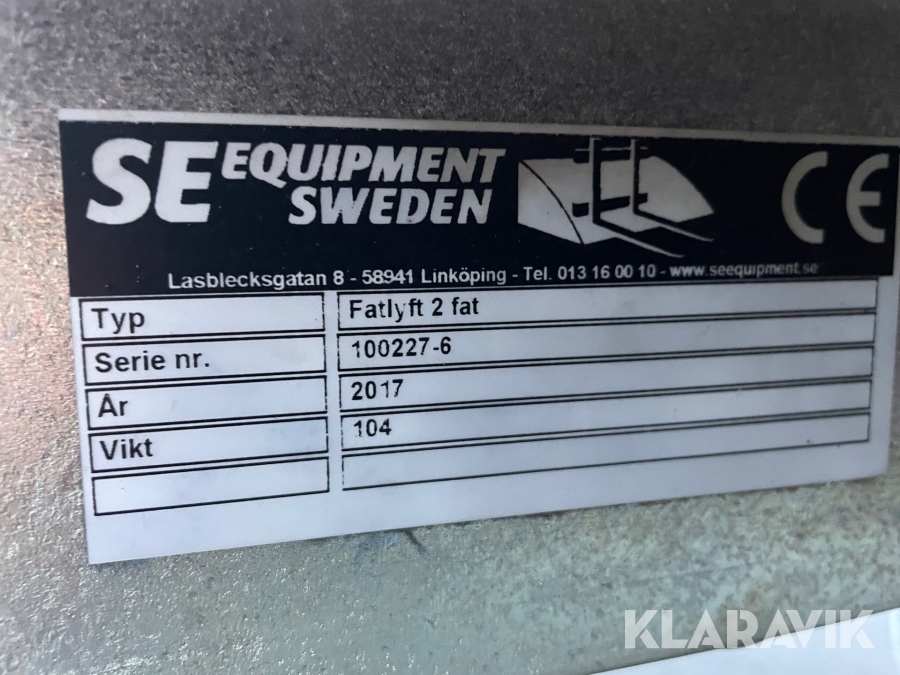 SE EQUIPMENT
SWEDEN
CE
Lasblecksgatan 8 - 58941 Linköping - Tel. 013 16 00 10 - www.seequipment.se
Typ Fatlyft 2 fat
Serie nr. 100227-6
År 2017
Vikt 104
KLARAVIK